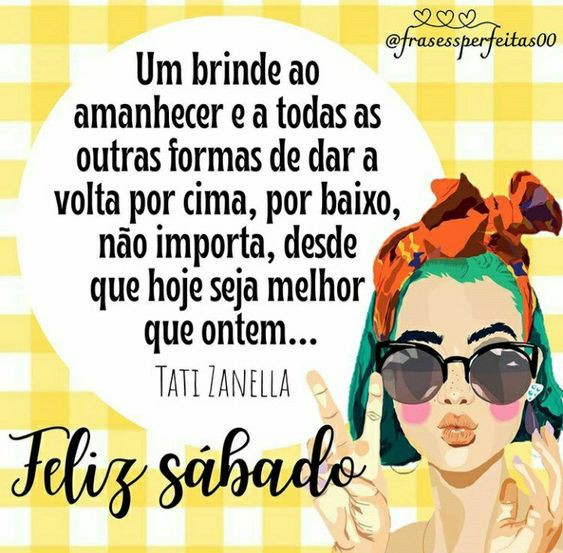 @frasessperfeitas00
Um brinde ao
amanhecer e a todas as
outras formas de dar a
volta por cima, por baixo,
não importa, desde
que hoje seja melhor
que ontem...
TATI ZANELLA
Feliz sábado